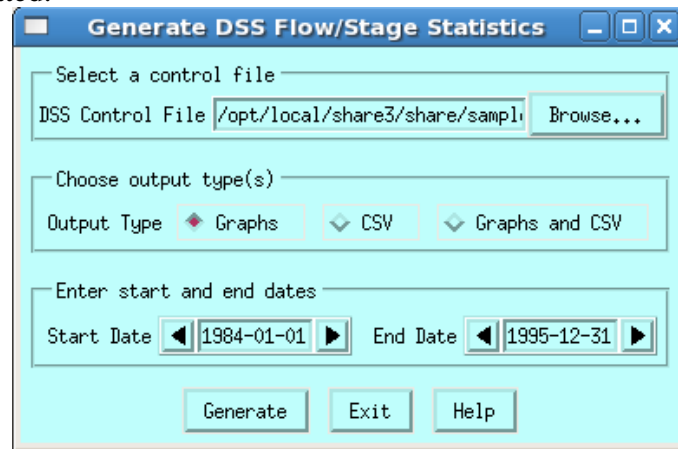 Generate DSS Flow/Stage Statistics
Select a control file
DSS Control File /opt/local/share3/share/sampl Browse...
Choose output type(s)
Output Type Graphs CSV Graphs and CSV
Enter start and end dates
Start Date 1984-01-01 End Date 1995-12-31
Generate Exit Help